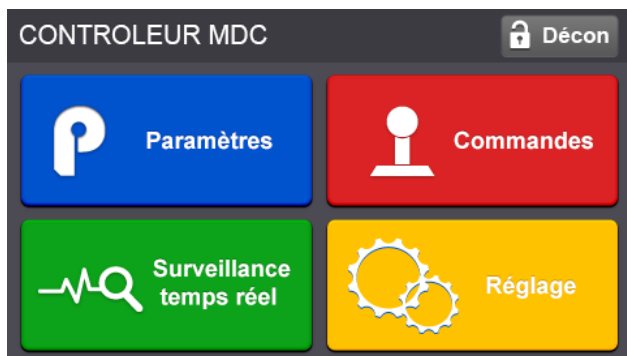 CONTROLEUR MDC
Décon
Paramètres
Commandes
Surveillance
temps réel
Réglage